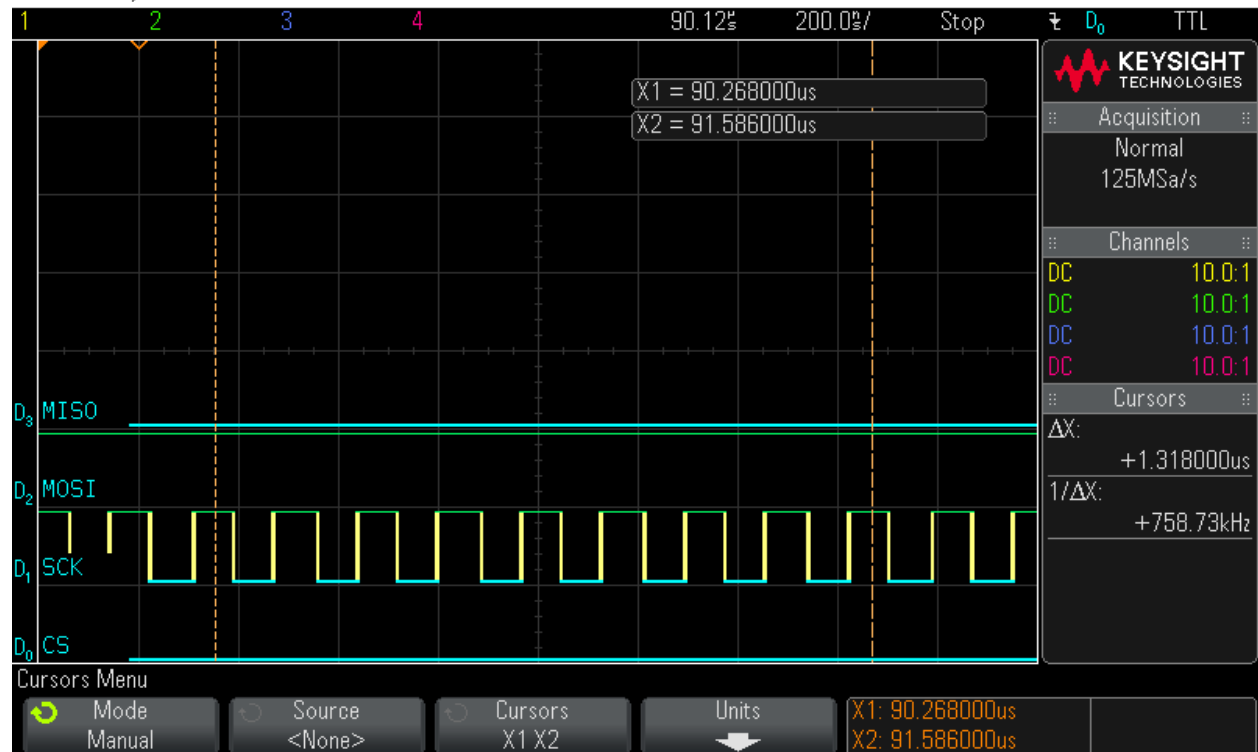 1 2 3 4 90.12µs 200.0ns/ Stop D0 TTL
KEYSIGHT
TECHNOLOGIES
X1 = 90.268000us
X2 = 91.586000us
Acquisition
Normal
125MSa/s
Channels
DC 10.0:1
DC 10.0:1
DC 10.0:1
DC 10.0:1
Cursors
ΔX:
+1.318000us
1/ΔX:
+758.73kHz
D3 MISO
D2 MOSI
D1 SCK
D0 CS
Cursors Menu
Mode
Manual
Source
<None>
Cursors
X1 X2
Units
X1: 90.268000us
X2: 91.586000us